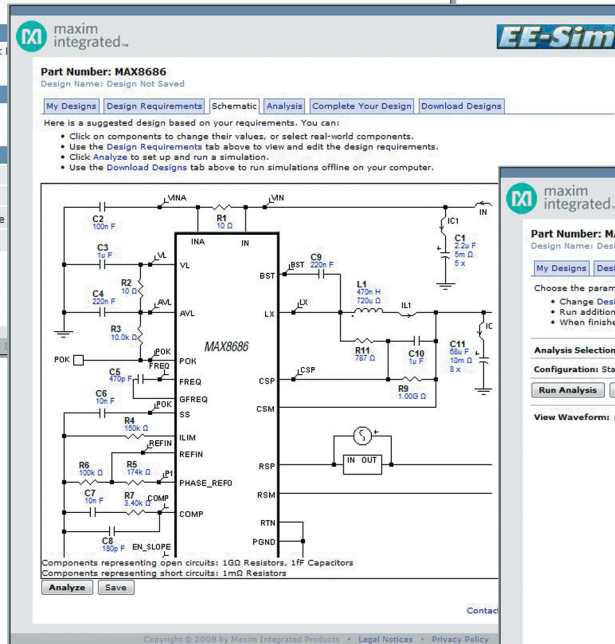 maxim
integrated™
EE-Sim
Part Number: MAX8686
Design Name: Design Not Saved
My Designs Design Requirements Schematic Analysis Complete Your Design Download Designs
Here is a suggested design based on your requirements. You can:
• Click on components to change their values, or select real-world components.
• Use the Design Requirements tab above to view and edit the design requirements.
• Click Analyze to set up and run a simulation.
• Use the Download Designs tab above to run simulations offline on your computer.
VINA
VIN
C2
100n F
R1
10 Ω
INA
IN
IC1
IN
C1
2.2u F
5m Ω
5 x
C3
1u F
VL
VL
R2
10 Ω
C4
220n F
AVL
AVL
R3
10.0k Ω
POK
POK
POK
MAX8686
BST
BST
C9
220n F
LX
LX
L1
470n H
720u Ω
IL1
IC
R11
787 Ω
C10
1u F
C11
68u F
10m Ω
8 x
C5
470p F
FREQ
FREQ
GFREQ
CSP
CSP
R9
1.00G Ω
CSM
C6
10n F
POK
SS
R4
150k Ω
ILIM
REFIN
REFIN
IN OUT
R6
100k Ω
R5
174k Ω
P1
PHASE_REFO
RSP
RSM
C7
10n F
R7
3.40k Ω
COMP
COMP
RTN
C8
180p F
EN_SLOPE
PGND
Components representing open circuits: 1GΩ Resistors, 1fF Capacitors
Components representing short circuits: 1mΩ Resistors
Analyze Save
Contac
Copyright © 2009 by Maxim Integrated Products • Legal Notices • Privacy Policy
maxim
integrated
Part Number: MA
Design Name: Desi
My Designs Desi
Choose the param
• Change Desi
• Run addition
• When finishe
Analysis Selection
Configuration: Sta
Run Analysis
View Waveform: